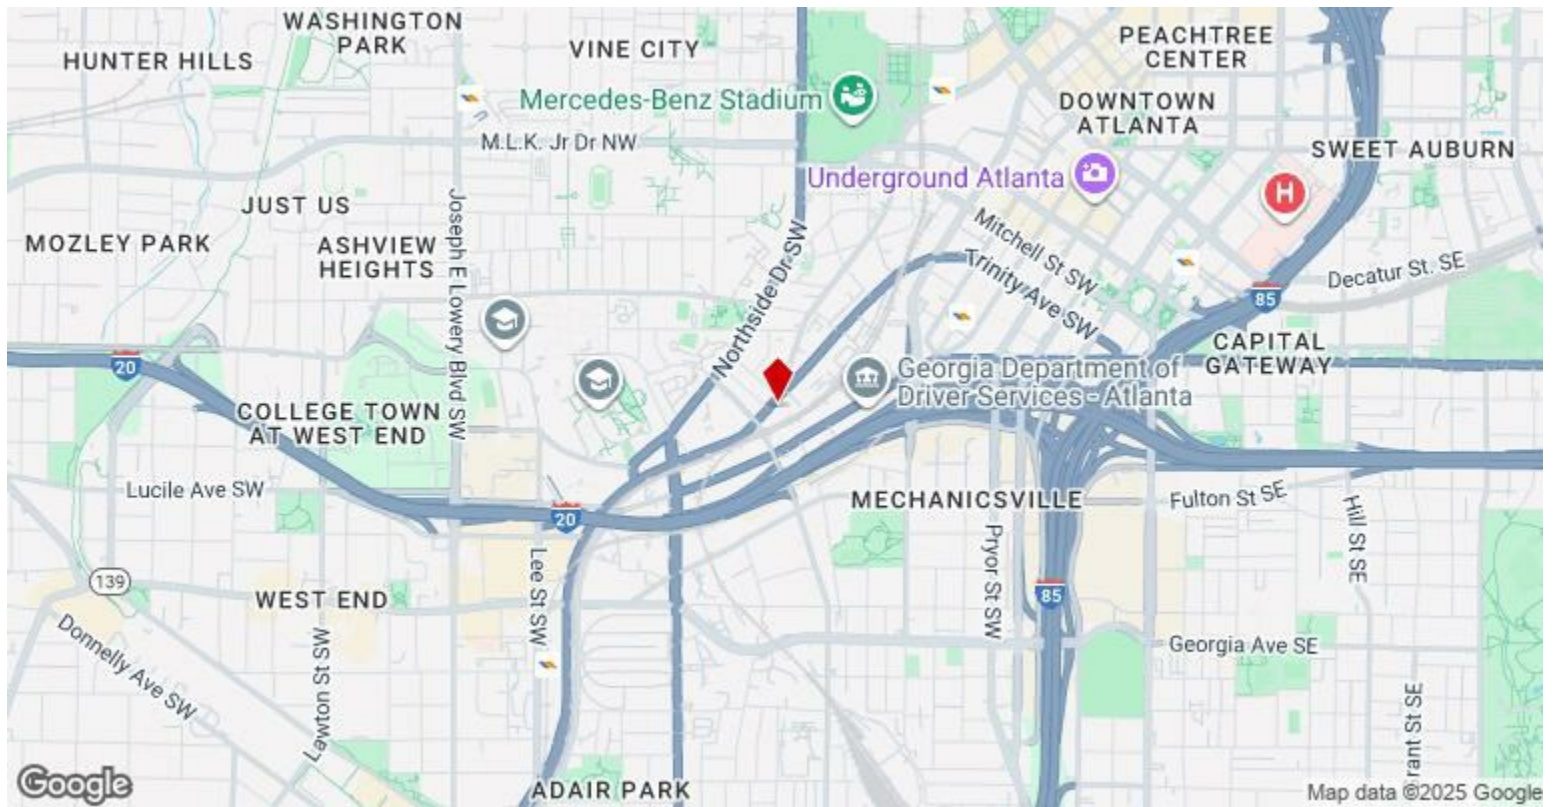 WASHINGTON
PARK
HUNTER HILLS
VINE CITY
PEACHTREE
CENTER
Mercedes-Benz Stadium
DOWNTOWN
ATLANTA
M.L.K. Jr Dr NW
SWEET AUBURN
Underground Atlanta
H
JUST US
MOZLEY PARK
ASHVIEW
HEIGHTS
Joseph E Lowery Blvd SW
Northside Dr SW
Mitchell St SW
Trinity Ave SW
Decatur St. SE
85
CAPITAL
GATEWAY
20
Georgia Department of
Driver Services - Atlanta
COLLEGE TOWN
AT WEST END
Lucile Ave SW
20
MECHANICSVILLE
Fulton St SE
Hill St SE
Pryor St SW
Lee St SW
139
WEST END
85
Donnelly Ave SW
Lawton St SW
Georgia Ave SE
rant St SE
ADAIR PARK
Google
Map data ©2025 Google